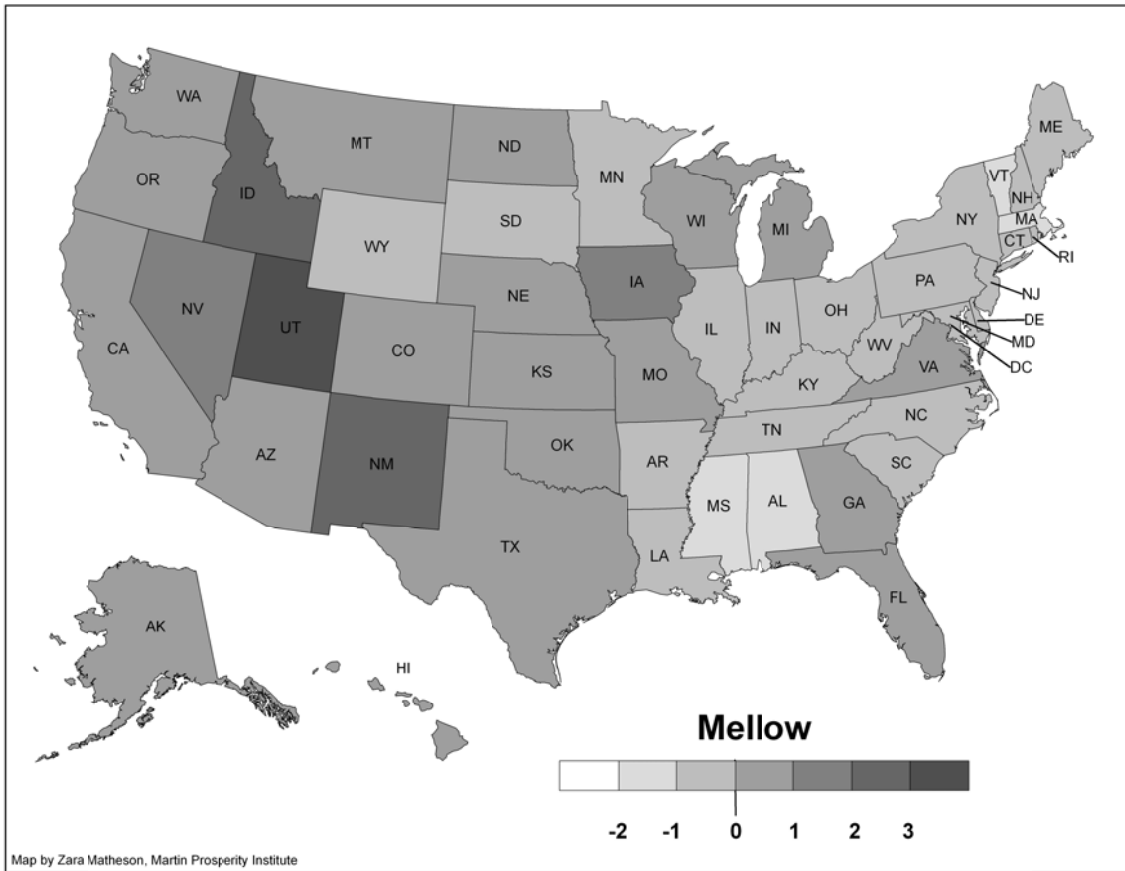 WA
MT
ND
MN
ME
VT
NH
OR
ID
SD
WI
MI
NY
MA
CT
RI
WY
IA
PA
NJ
NE
IL
IN
OH
DE
MD
DC
NV
UT
CO
CA
KS
MO
WV
VA
KY
NC
TN
AZ
NM
OK
AR
SC
MS
AL
GA
TX
LA
FL
AK
HI
Mellow
-2 -1 0 1 2 3
Map by Zara Matheson, Martin Prosperity Institute